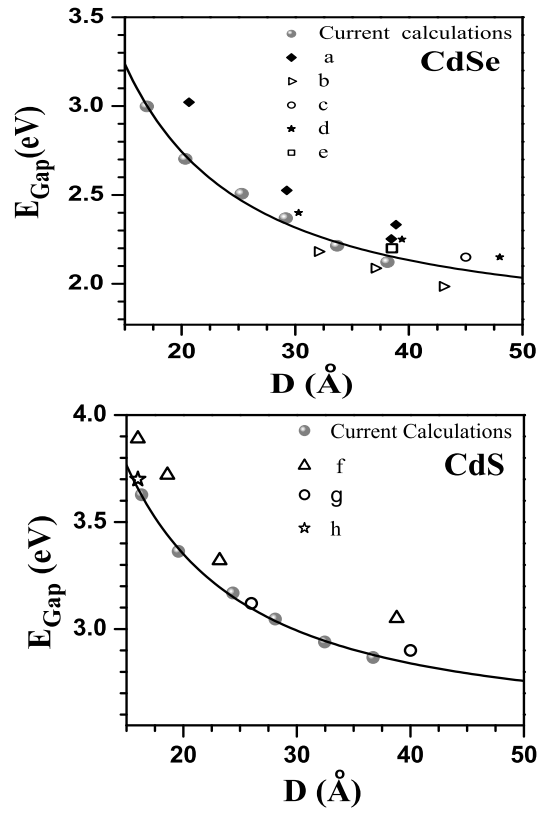 3.5
3.0
2.5
2.0
E_Gap(eV)
Current calculations
a
b
c
d
e
CdSe
20 30 40 50
D (Å)
4.0
3.5
3.0
E_Gap (eV)
Current Calculations
f
g
h
CdS
20 30 40 50
D (Å)